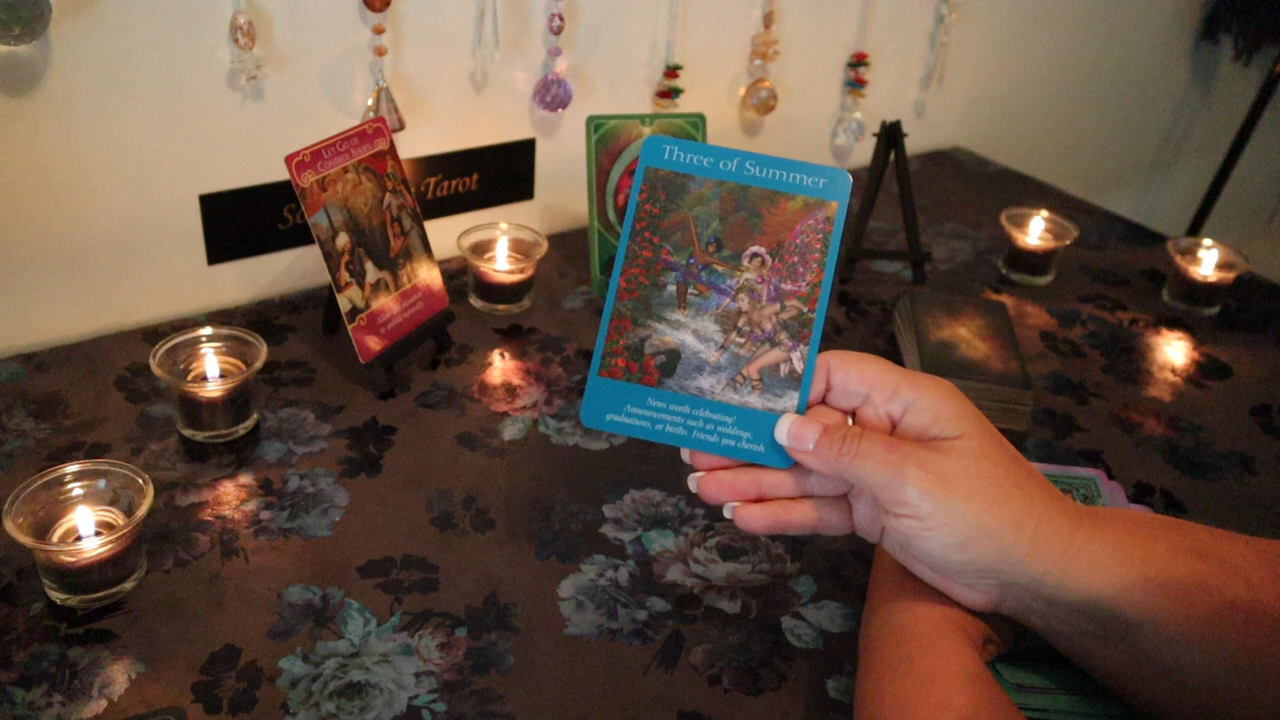 LET GO OF
CONTROL ISSUES
Tarot
Three of Summer
News worth celebrating!
Announcements such as weddings,
graduations, or births. Friends you cherish.